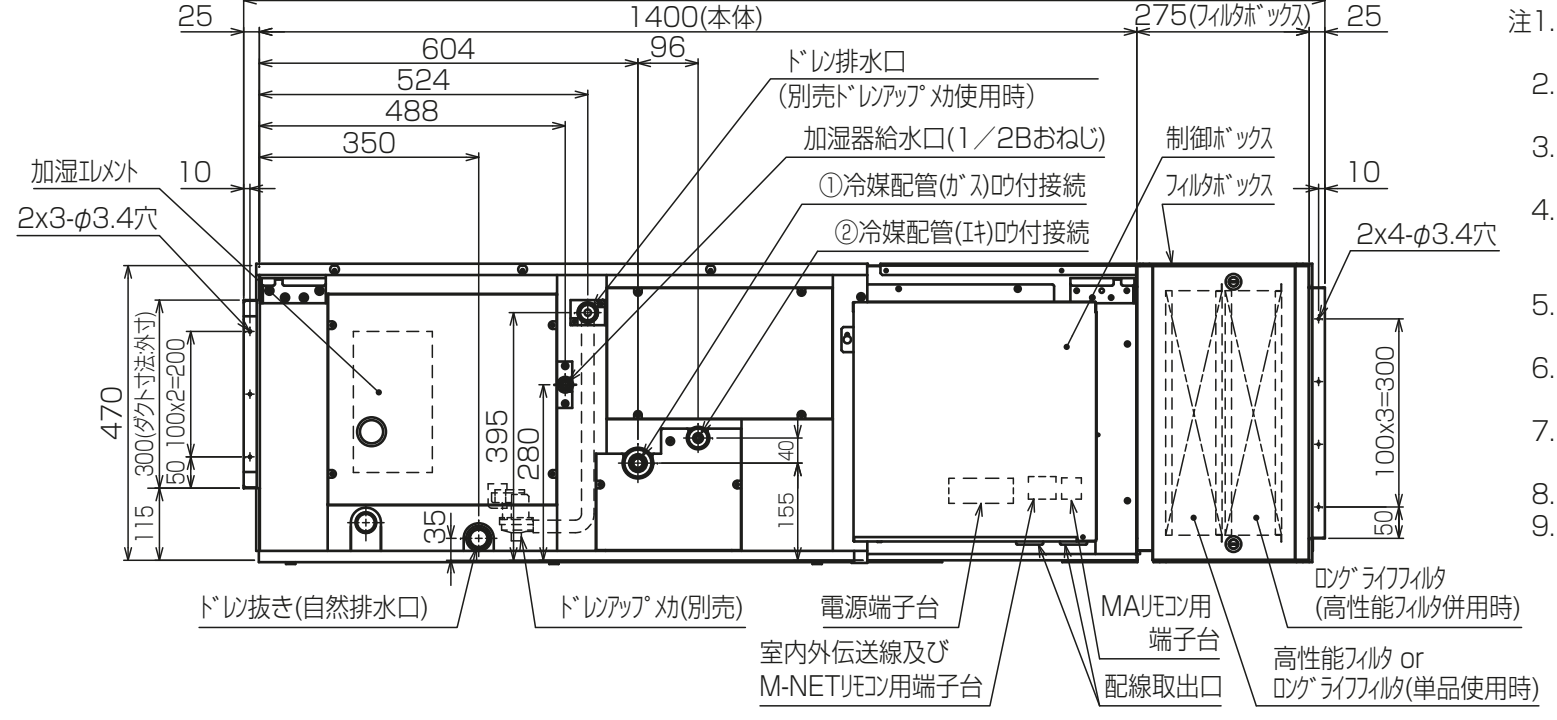 25
1400(本体)
275(フィルタボックス)
25
注1.
604
96
ドレン排水口
(別売ドレンアップメカ使用時)
2.
524
488
加湿器給水口(1／2Bおねじ)
制御ボックス
3.
350
加湿エレメント
10
①冷媒配管(ガス)ロウ付接続
フィルタボックス
10
2x3-φ3.4穴
②冷媒配管(エキ)ロウ付接続
2x4-φ3.4穴
4.
5.
6.
7.
8.
9.
470
300(ダクト寸法:外寸)
100x2=200
50
115
395
280
35
40
155
100x3=300
50
ドレン抜き(自然排水口)
ドレンアップメカ(別売)
電源端子台
MAリモコン用
端子台
ロングライフフィルタ
(高性能フィルタ併用時)
室内外伝送線及び
M-NETリモコン用端子台
配線取出口
高性能フィルタ or
ロングライフフィルタ(単品使用時)